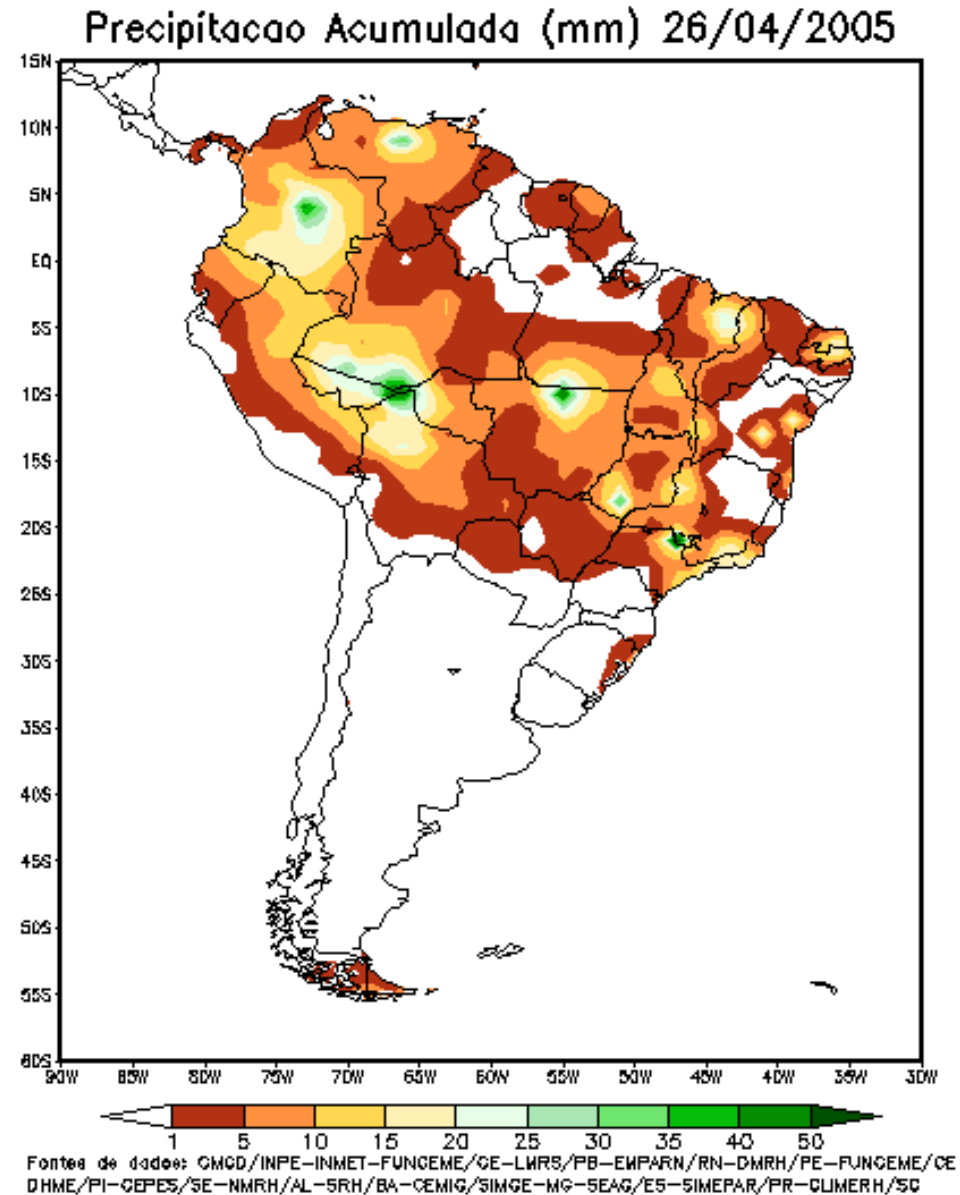 Precipitacao Acumulada (mm) 26/04/2005
15N
10N
5N
EQ
5S
10S
15S
20S
25S
30S
35S
40S
45S
50S
55S
60S
90W 85W 80W 75W 70W 65W 60W 55W 50W 45W 40W 35W 30W
1 5 10 15 20 25 30 35 40 50
Fontes de dados: CMCD/INPE-INMET-FUNCEME/CE-LMRS/PB-EMPARN/RN-DMRH/PE-FUNCEME/CE
DHME/PI-CEPES/SE-NMRH/AL-SRH/BA-CEMIG/SIMGE-MG-SEAG/ES-SIMEPAR/PR-CLIMERH/SC